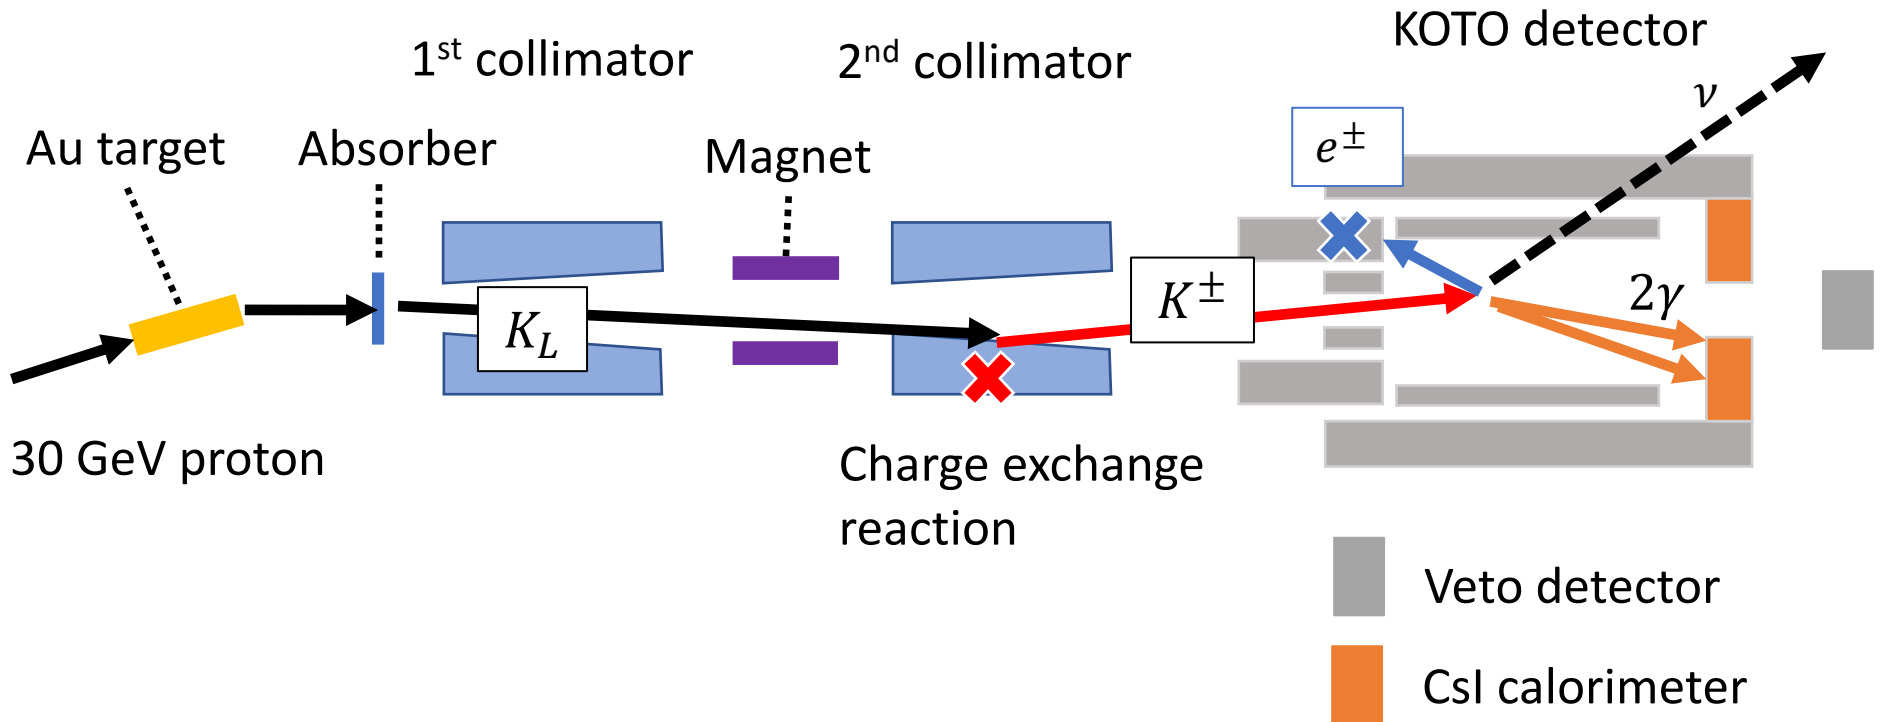 KOTO detector
1st collimator
2nd collimator
Au target
Absorber
Magnet
e±
ν
K_L
K±
2γ
30 GeV proton
Charge exchange
reaction
Veto detector
CsI calorimeter